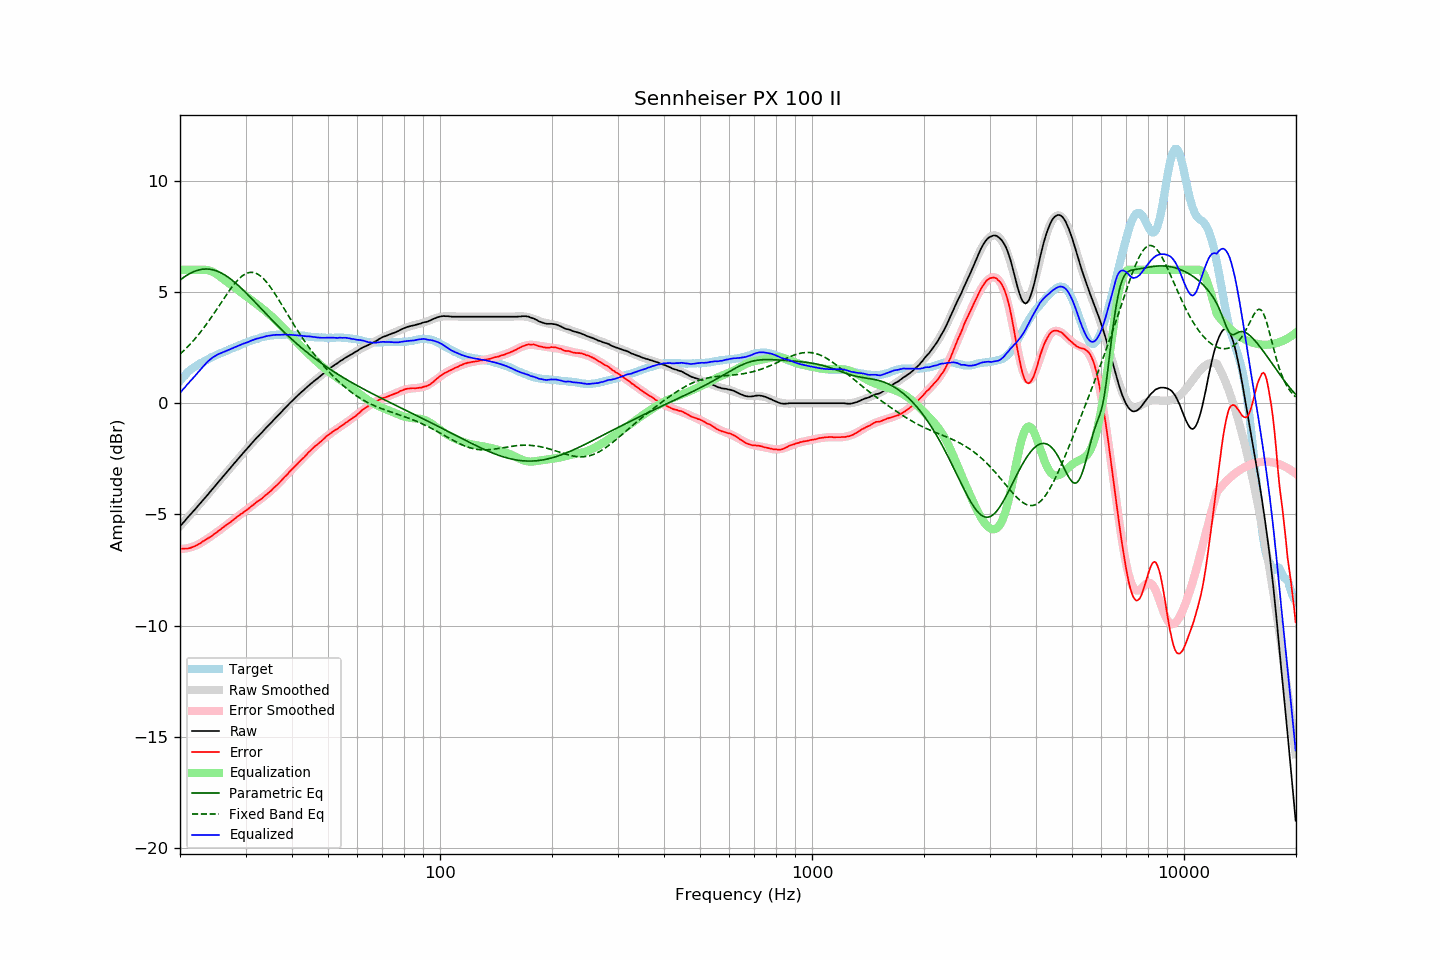 Sennheiser PX 100 II
Amplitude (dBr)
10
5
0
−5
−10
−15
−20
Target
Raw Smoothed
Error Smoothed
Raw
Error
Equalization
Parametric Eq
Fixed Band Eq
Equalized
100
1000
10000
Frequency (Hz)